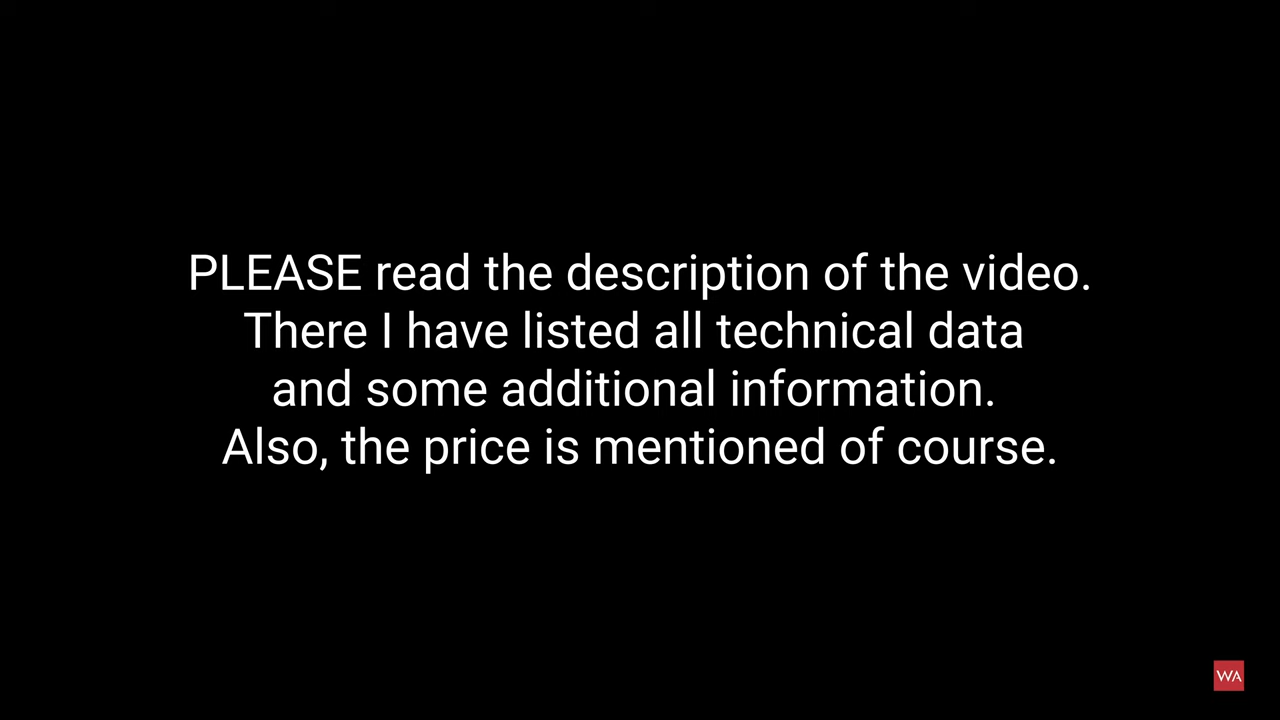 PLEASE read the description of the video.
There I have listed all technical data
and some additional information.
Also, the price is mentioned of course.
WA